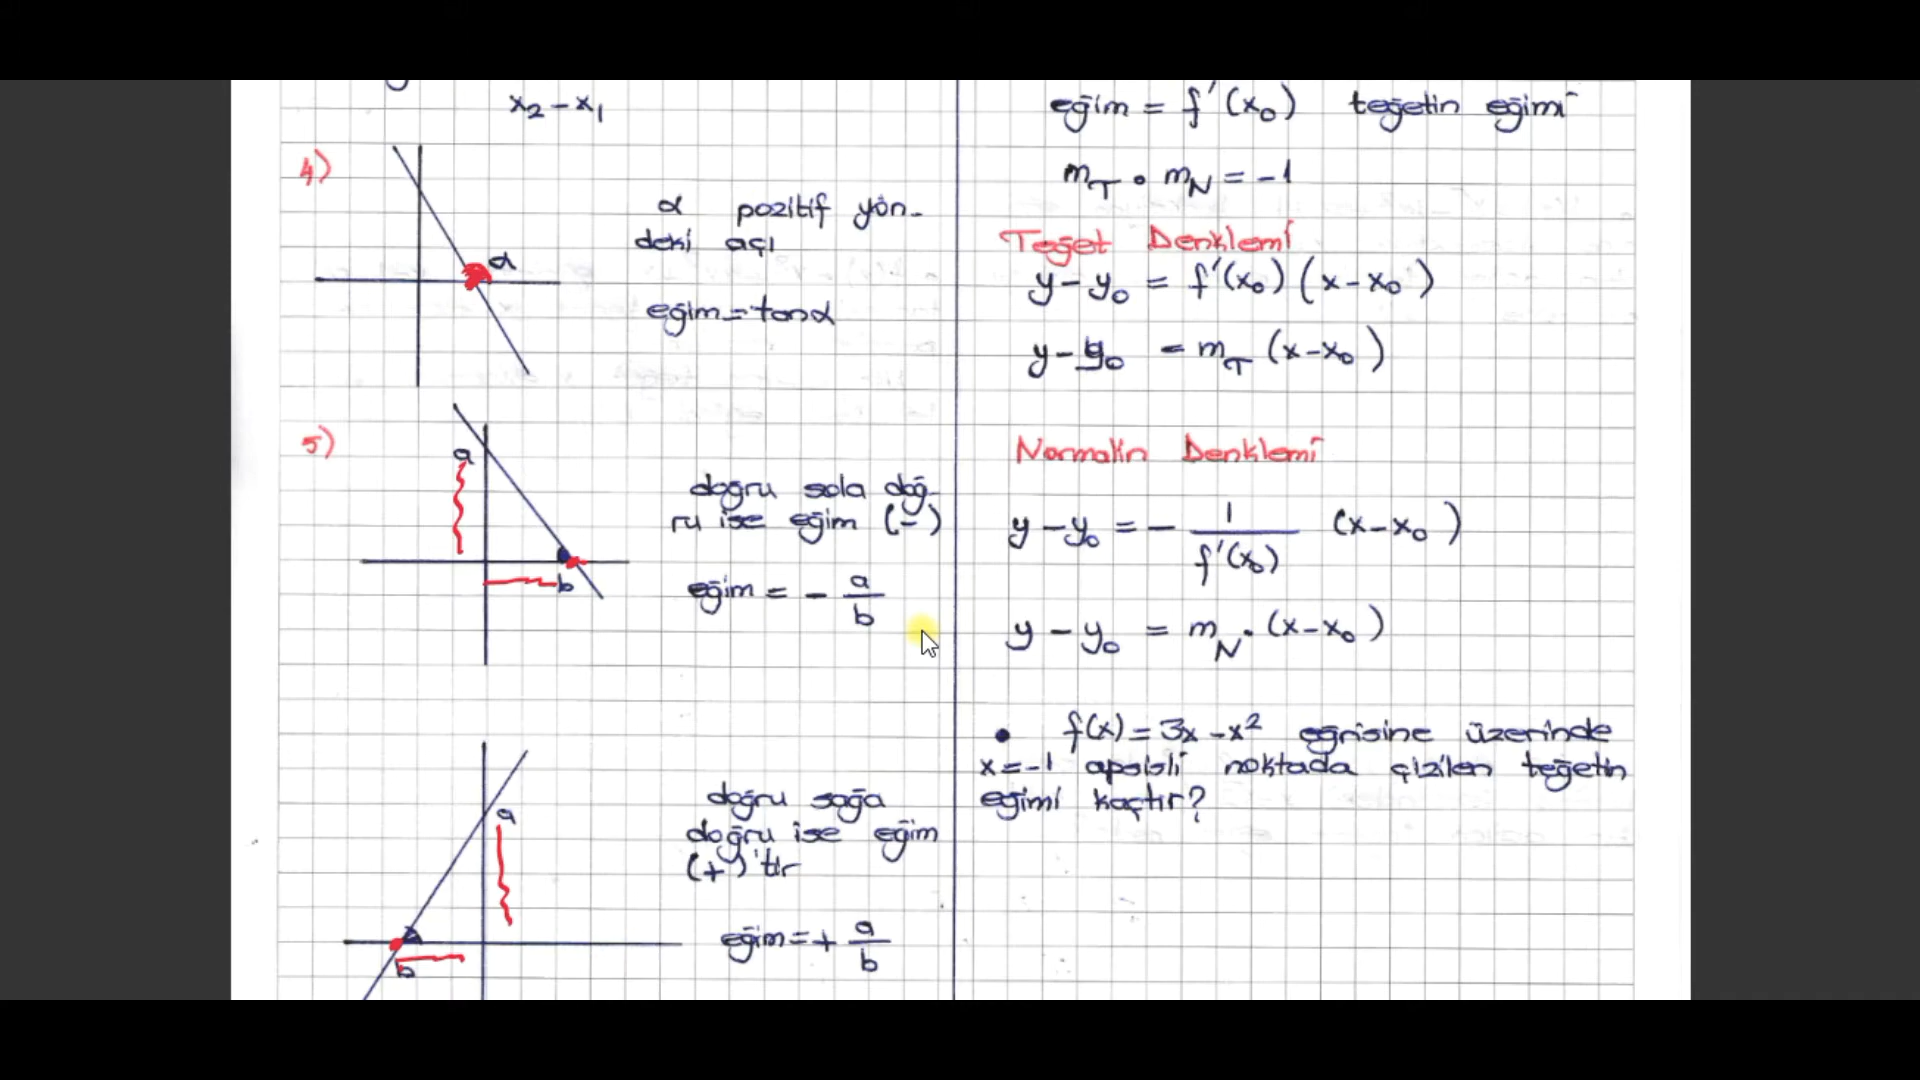 x₂ - x₁
4)
α
α pozitif yön-
deki açı
eğim = tanα
5)
a
b
doğru sola doğ-
ru ise eğim (-)
eğim = - a/b
a
b
doğru sağa
doğru ise eğim
(+)'tir
eğim = + a/b
eğim = f'(x₀) teğetin eğimi
m_T . m_N = -1
Teğet Denklemi
y - y₀ = f'(x₀) (x - x₀)
y - y₀ = m_T (x - x₀)
Normalin Denklemi
y - y₀ = - 1/f'(x₀) (x - x₀)
y - y₀ = m_N . (x - x₀)
• f(x) = 3x - x² eğrisine üzerinde
x = -1 apsisli noktada çizilen teğetin
eğimi kaçtır?